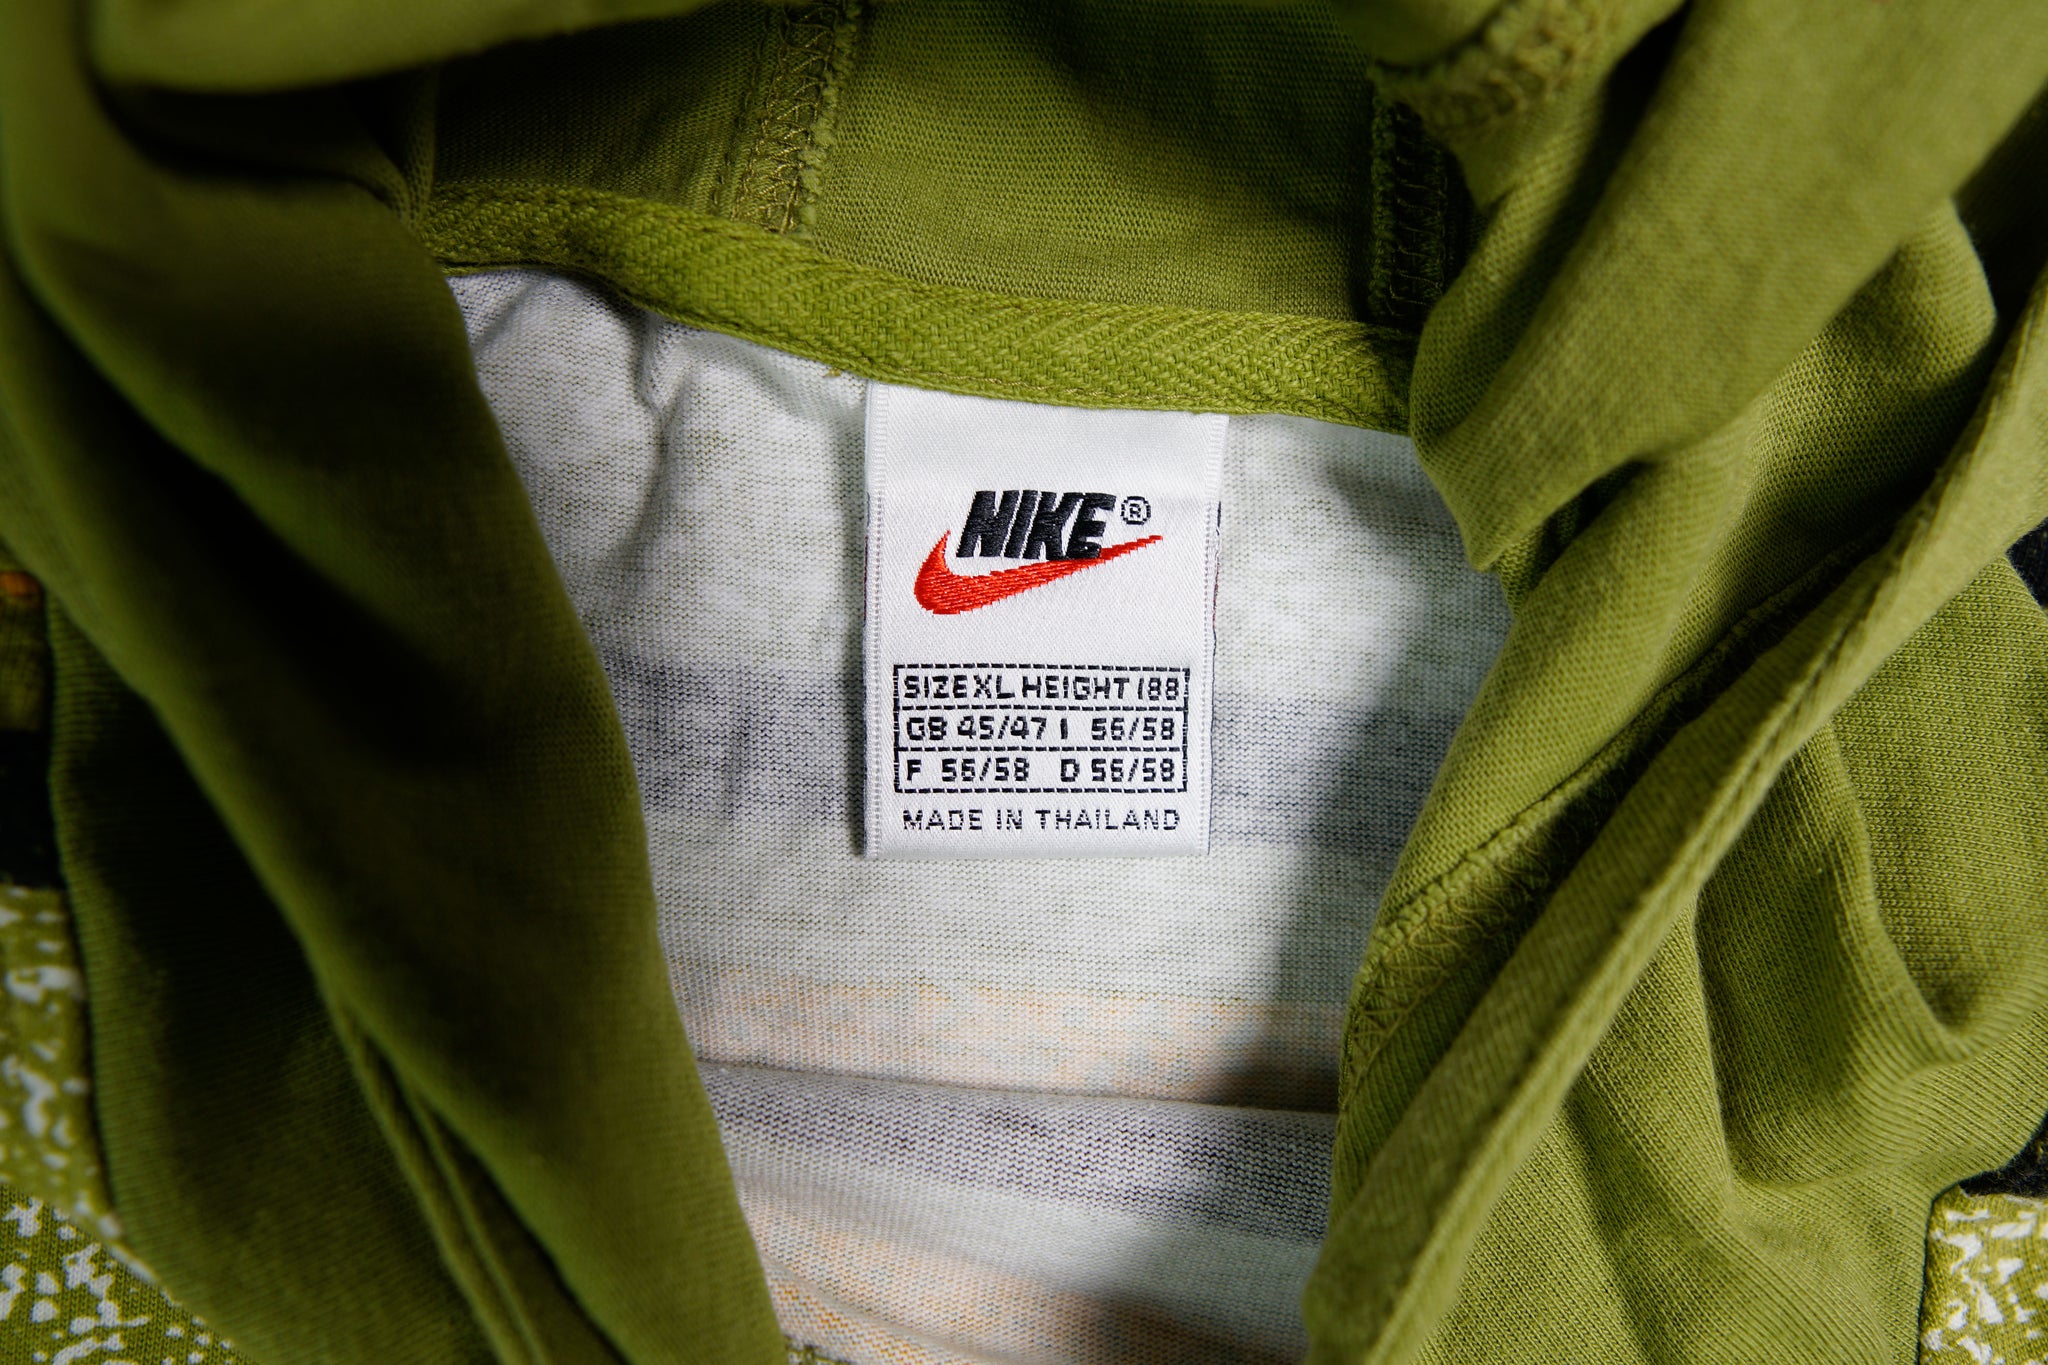 NIKE®
SIZE XL HEIGHT 188
GB 45/47 I 56/58
F 56/58 D 56/58
MADE IN THAILAND